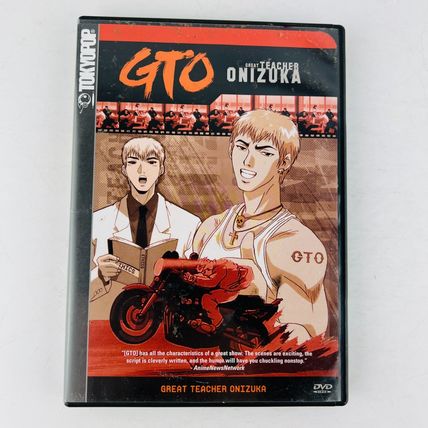 TOKYOPOP
GTO
GREAT TEACHER
ONIZUKA
ETHICS
GTO
"[GTO] has all the characteristics of a great show: The scenes are exciting, the
script is cleverly written, and the humor will have you chuckling nonstop."
- AnimeNewsNetwork
GREAT TEACHER ONIZUKA
DVD